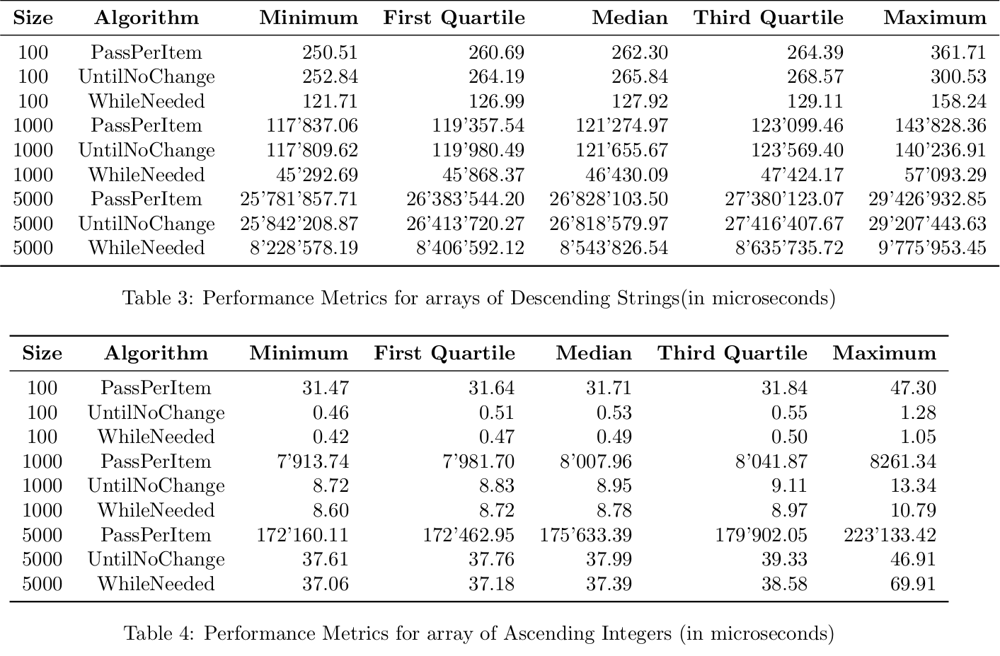 Size Algorithm Minimum First Quartile Median Third Quartile Maximum
100 PassPerItem 250.51 260.69 262.30 264.39 361.71
100 UntilNoChange 252.84 264.19 265.84 268.57 300.53
100 WhileNeeded 121.71 126.99 127.92 129.11 158.24
1000 PassPerItem 117’837.06 119’357.54 121’274.97 123’099.46 143’828.36
1000 UntilNoChange 117’809.62 119’980.49 121’655.67 123’569.40 140’236.91
1000 WhileNeeded 45’292.69 45’868.37 46’430.09 47’424.17 57’093.29
5000 PassPerItem 25’781’857.71 26’383’544.20 26’828’103.50 27’380’123.07 29’426’932.85
5000 UntilNoChange 25’842’208.87 26’413’720.27 26’818’579.97 27’416’407.67 29’207’443.63
5000 WhileNeeded 8’228’578.19 8’406’592.12 8’543’826.54 8’635’735.72 9’775’953.45
Table 3: Performance Metrics for arrays of Descending Strings(in microseconds)
Size Algorithm Minimum First Quartile Median Third Quartile Maximum
100 PassPerItem 31.47 31.64 31.71 31.84 47.30
100 UntilNoChange 0.46 0.51 0.53 0.55 1.28
100 WhileNeeded 0.42 0.47 0.49 0.50 1.05
1000 PassPerItem 7’913.74 7’981.70 8’007.96 8’041.87 8261.34
1000 UntilNoChange 8.72 8.83 8.95 9.11 13.34
1000 WhileNeeded 8.60 8.72 8.78 8.97 10.79
5000 PassPerItem 172’160.11 172’462.95 175’633.39 179’902.05 223’133.42
5000 UntilNoChange 37.61 37.76 37.99 39.33 46.91
5000 WhileNeeded 37.06 37.18 37.39 38.58 69.91
Table 4: Performance Metrics for array of Ascending Integers (in microseconds)